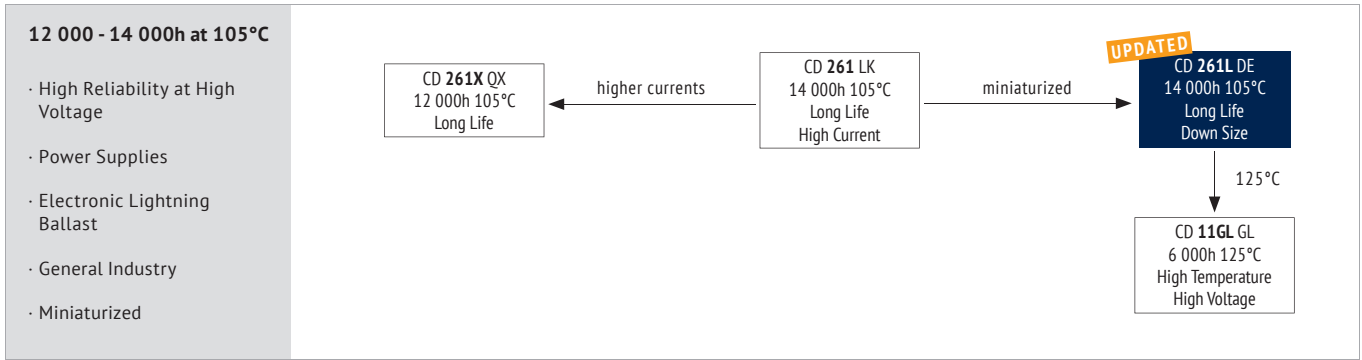 12 000 - 14 000h at 105°C
· High Reliability at High
Voltage
· Power Supplies
· Electronic Lightning
Ballast
· General Industry
· Miniaturized
CD 261X QX
12 000h 105°C
Long Life
higher currents
CD 261 LK
14 000h 105°C
Long Life
High Current
miniaturized
UPDATED
CD 261L DE
14 000h 105°C
Long Life
Down Size
125°C
CD 11GL GL
6 000h 125°C
High Temperature
High Voltage